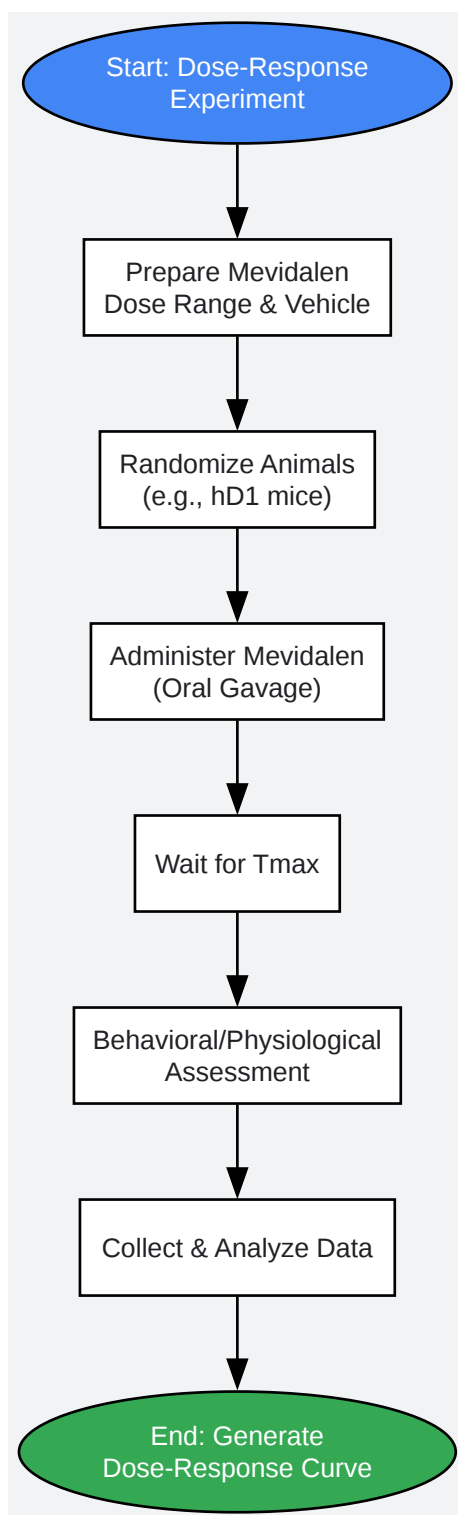 Start: Dose-Response
Experiment
Prepare Mevidalen
Dose Range & Vehicle
Randomize Animals
(e.g., hD1 mice)
Administer Mevidalen
(Oral Gavage)
Wait for Tmax
Behavioral/Physiological
Assessment
Collect & Analyze Data
End: Generate
Dose-Response Curve